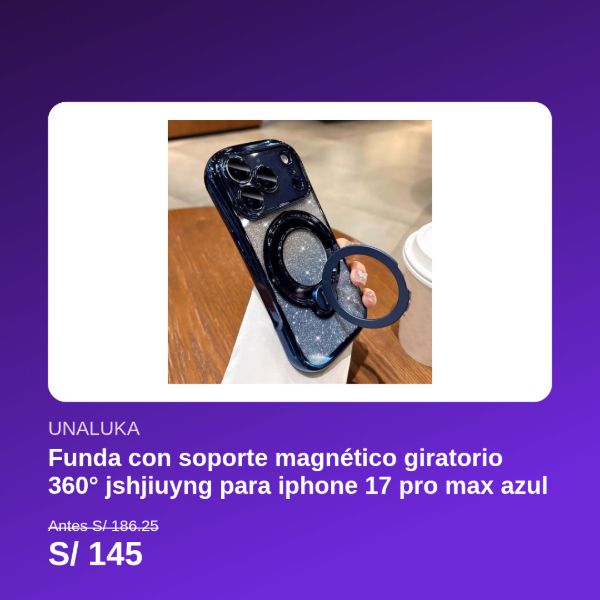 UNALUKA
Funda con soporte magnético giratorio
360° jshjiuyng para iphone 17 pro max azul
Antes S/ 186.25
S/ 145